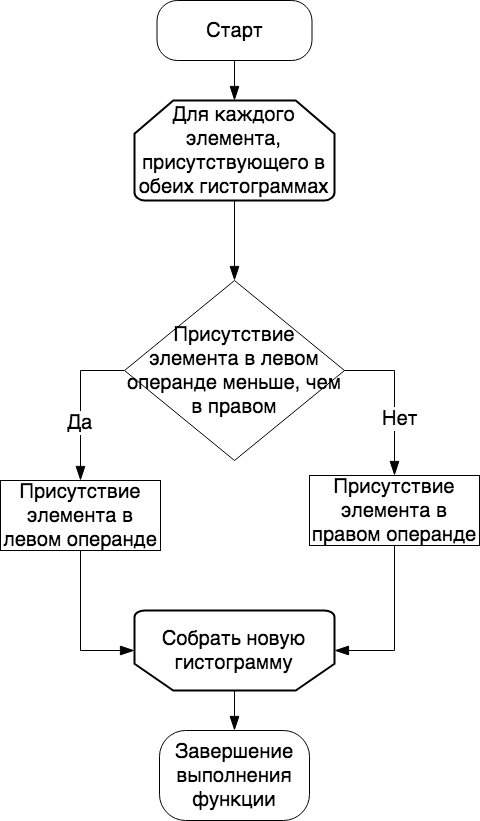 Старт
Для каждого
элемента,
присутствующего в
обеих гистограммах
Присутствие
элемента в левом
операнде меньше, чем
в правом
Да
Нет
Присутствие
элемента в
левом операнде
Присутствие
элемента в
правом операнде
Собрать новую
гистограмму
Завершение
выполнения
функции